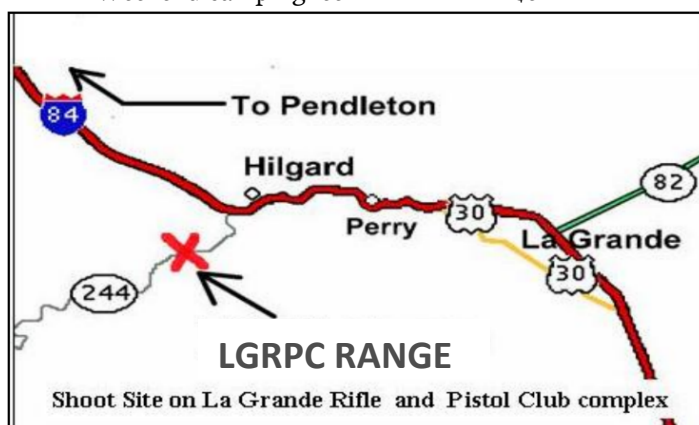 84
To Pendleton
Hilgard
82
Perry
30
La Grande
30
244
LGRPC RANGE
Shoot Site on La Grande Rifle and Pistol Club complex